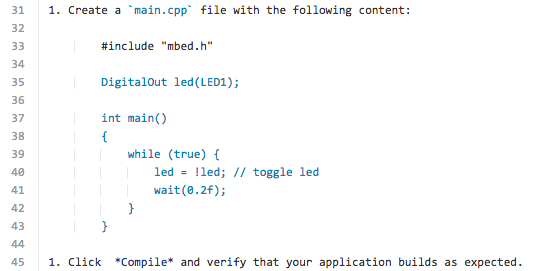 31 1. Create a `main.cpp` file with the following content:
32
33 #include "mbed.h"
34
35 DigitalOut led(LED1);
36
37 int main()
38 {
39 while (true) {
40 led = !led; // toggle led
41 wait(0.2f);
42 }
43 }
44
45 1. Click  *Compile* and verify that your application builds as expected.